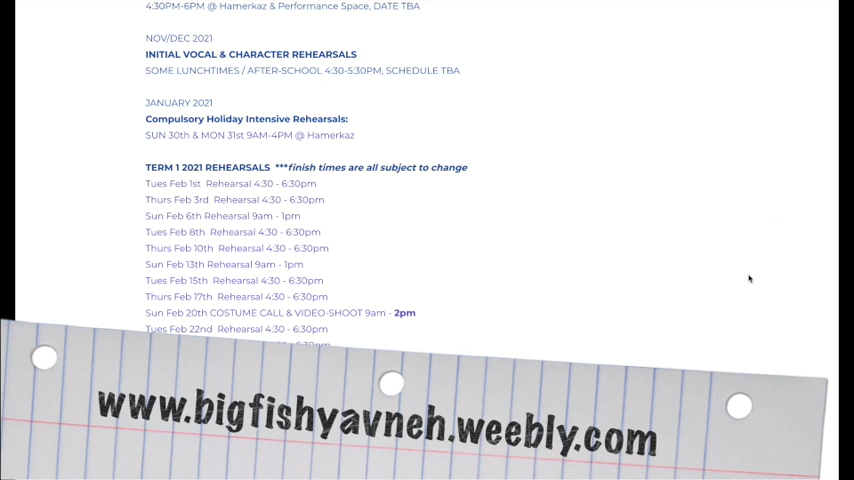 4:30PM-6PM @ Hamerkaz & Performance Space, DATE TBA
NOV/DEC 2021
INITIAL VOCAL & CHARACTER REHEARSALS
SOME LUNCHTIMES / AFTER-SCHOOL 4:30-5:30PM, SCHEDULE TBA
JANUARY 2021
Compulsory Holiday Intensive Rehearsals:
SUN 30th & MON 31st 9AM-4PM @ Hamerkaz
TERM 1 2021 REHEARSALS ***finish times are all subject to change
Tues Feb 1st Rehearsal 4:30 - 6:30pm
Thurs Feb 3rd Rehearsal 4:30 - 6:30pm
Sun Feb 6th Rehearsal 9am - 1pm
Tues Feb 8th Rehearsal 4:30 - 6:30pm
Thurs Feb 10th Rehearsal 4:30 - 6:30pm
Sun Feb 13th Rehearsal 9am - 1pm
Tues Feb 15th Rehearsal 4:30 - 6:30pm
Thurs Feb 17th Rehearsal 4:30 - 6:30pm
Sun Feb 20th COSTUME CALL & VIDEO-SHOOT 9am - 2pm
Tues Feb 22nd Rehearsal 4:30 - 6:30pm
6:30pm
www.bigfishyavneh.weebly.com